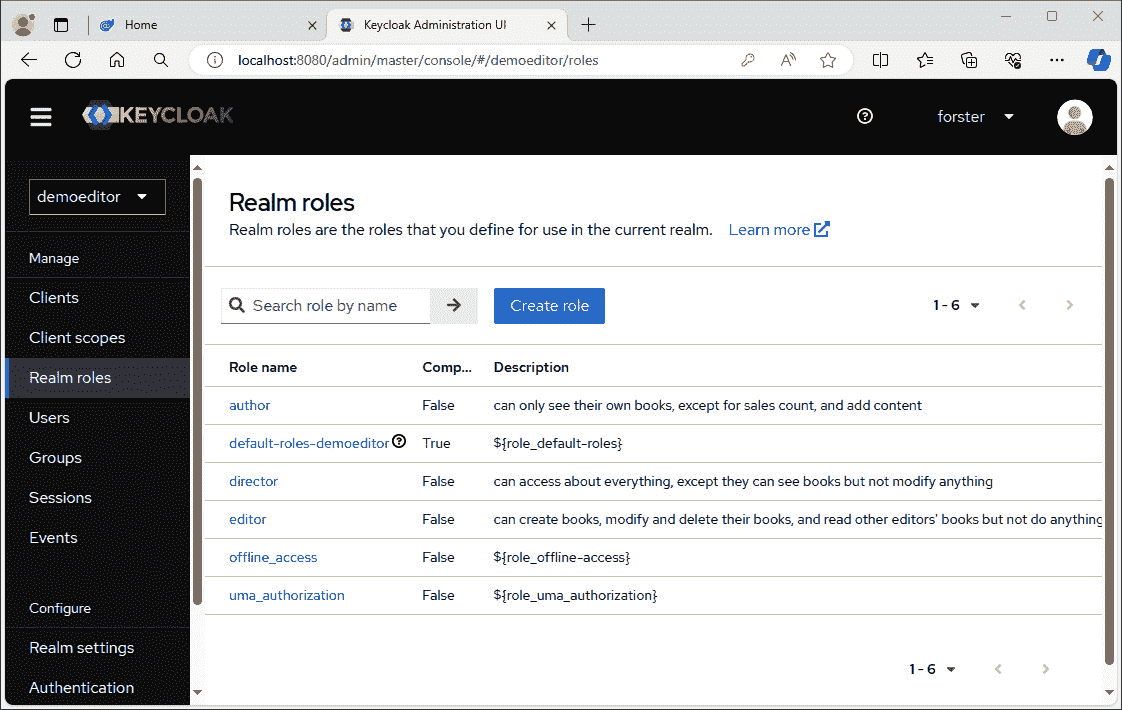 Home
Keycloak Administration UI
localhost:8080/admin/master/console/#/demoeditor/roles
KEYCLOAK
forster
demoeditor
Manage
Clients
Client scopes
Realm roles
Users
Groups
Sessions
Events
Configure
Realm settings
Authentication
Realm roles
Realm roles are the roles that you define for use in the current realm. Learn more
Search role by name
Create role
1 - 6
Role name Comp... Description
author False can only see their own books, except for sales count, and add content
default-roles-demoeditor True ${role_default-roles}
director False can access about everything, except they can see books but not modify anything
editor False can create books, modify and delete their books, and read other editors' books but not do anything
offline_access False ${role_offline-access}
uma_authorization False ${role_uma_authorization}
1 - 6